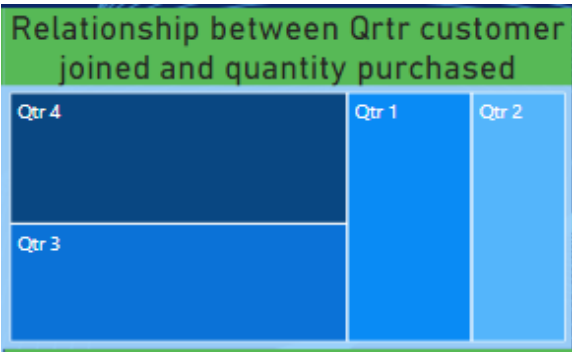 Relationship between Qrtr customer
joined and quantity purchased
Qtr 4
Qtr 1
Qtr 2
Qtr 3